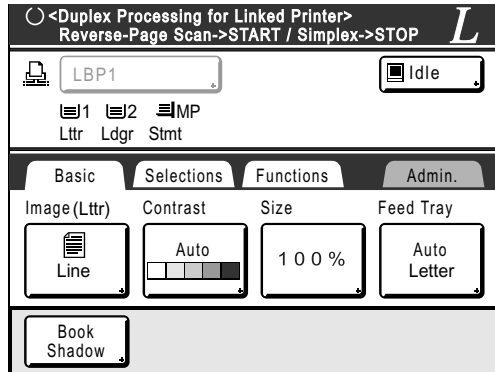 <Duplex Processing for Linked Printer>
Reverse-Page Scan->START / Simplex->STOP
L
LBP1
Idle
1 2 MP
Lttr Ldgr Stmt
Basic Selections Functions Admin.
Image(Lttr) Contrast Size Feed Tray
Line
Auto
100%
Auto
Letter
Book
Shadow